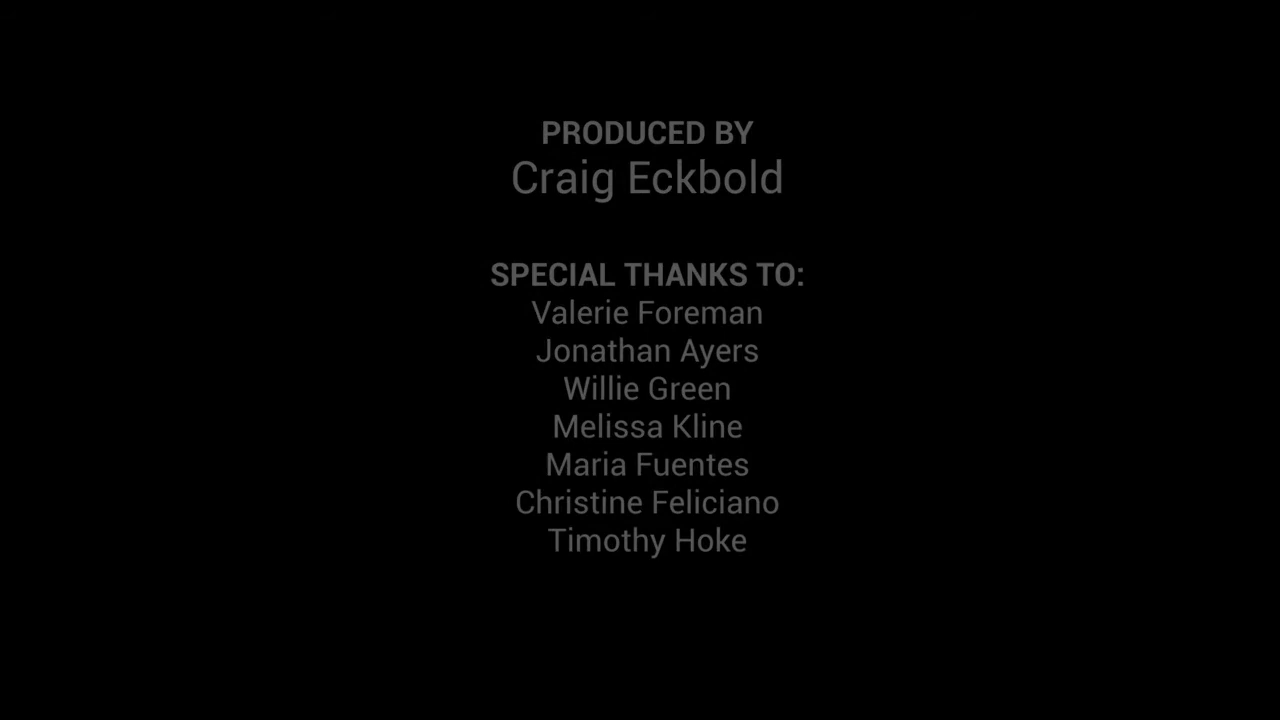 PRODUCED BY
Craig Eckbold
SPECIAL THANKS TO:
Valerie Foreman
Jonathan Ayers
Willie Green
Melissa Kline
Maria Fuentes
Christine Feliciano
Timothy Hoke